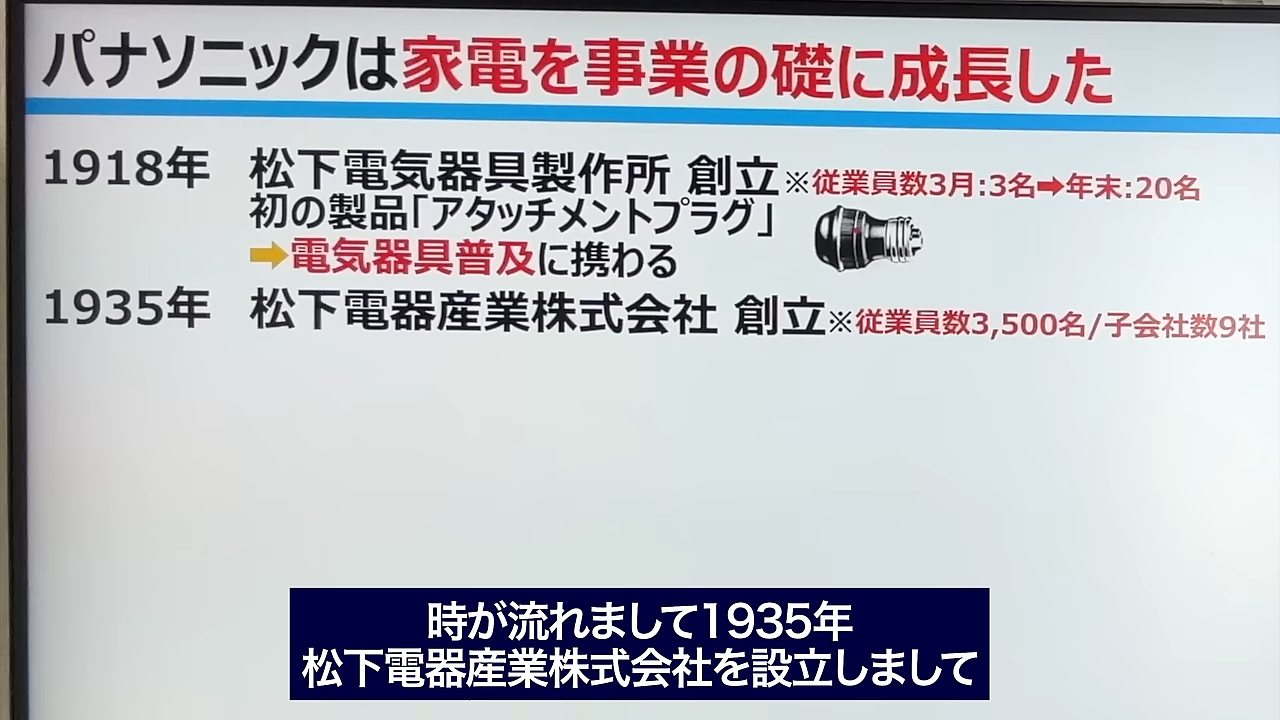 パナソニックは家電を事業の礎に成長した
1918年 松下電気器具製作所 創立※従業員数3月:3名➡年末:20名
初の製品「アタッチメントプラグ」
➡電気器具普及に携わる
1935年 松下電器産業株式会社 創立※従業員数3,500名/子会社数9社
時が流れまして1935年
松下電器産業株式会社を設立しまして